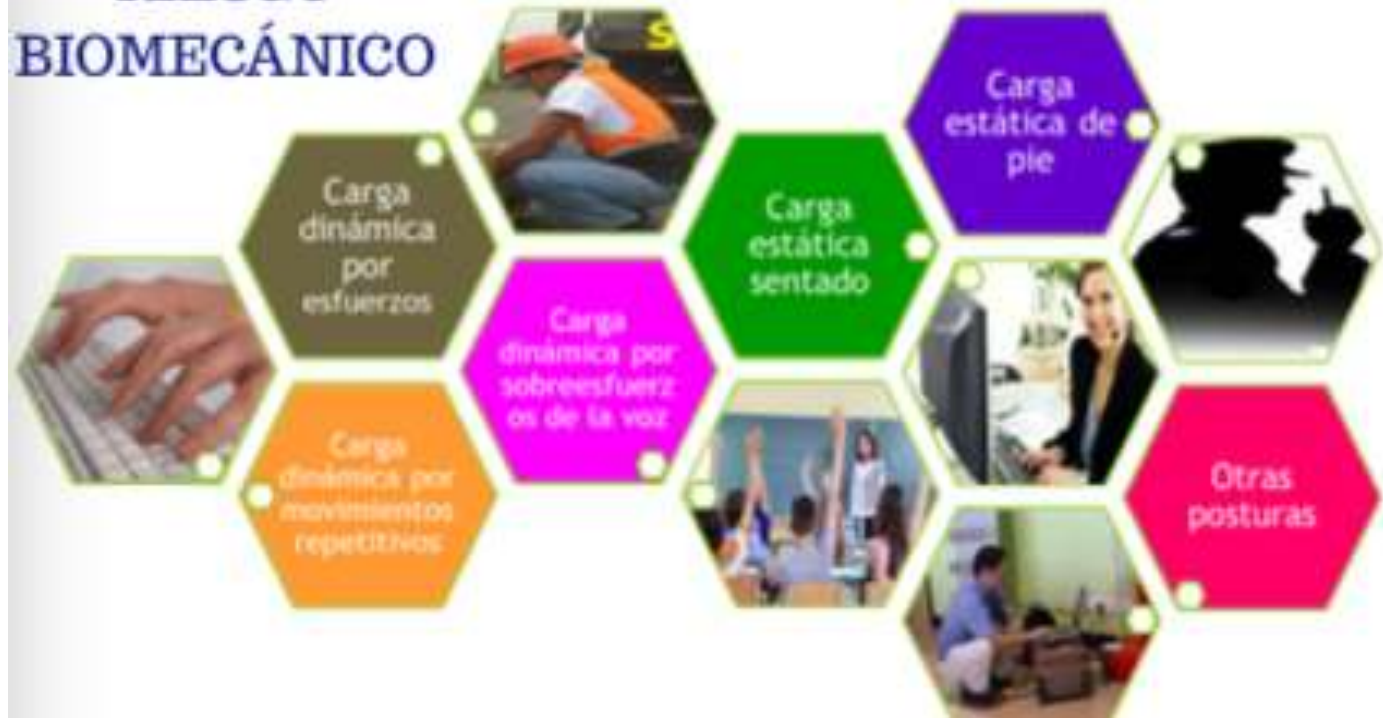 BIOMECÁNICO
Carga
dinámica
por
esfuerzos
Carga
dinámica por
movimientos
repetitivos
Carga
dinámica por
sobreesfuerz
os de la voz
Carga
estática
sentado
Carga
estática de
pie
Otras
posturas
S